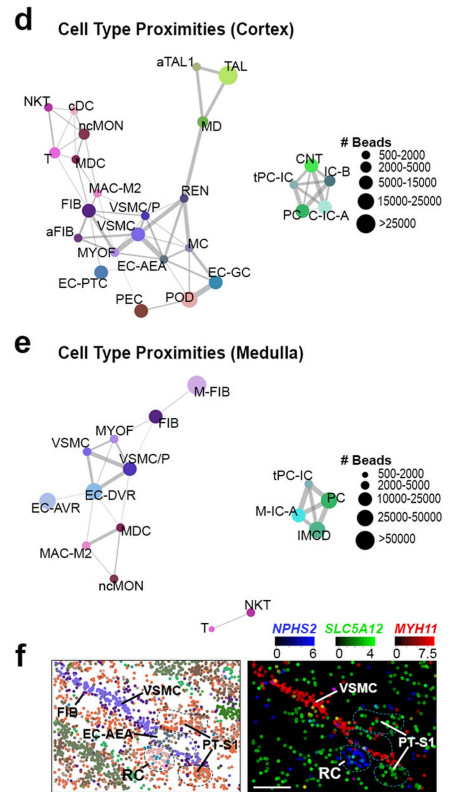 d Cell Type Proximities (Cortex)
aTAL1 TAL
NKT cDC
ncMON
MD
T MDC
MAC-M2
REN
FIB VSMC/P
VSMC
aFIB
MYOF
MC
EC-AEA
EC-PTC
EC-GC
PEC POD
CNT
tPC-IC IC-B
PC C-IC-A
# Beads
500-2000
2000-5000
5000-15000
15000-25000
>25000
e Cell Type Proximities (Medulla)
M-FIB
MYOF FIB
VSMC
VSMC/P
EC-DVR
EC-AVR
MDC
MAC-M2
ncMON
tPC-IC
PC
M-IC-A
IMCD
# Beads
500-2000
2000-5000
10000-25000
25000-50000
>50000
NKT
T
NPHS2 SLC5A12 MYH11
0 6 0 4 0 7.5
f
VSMC
FIB
EC-AEA
PT-S1
RC
VSMC
PT-S1
RC